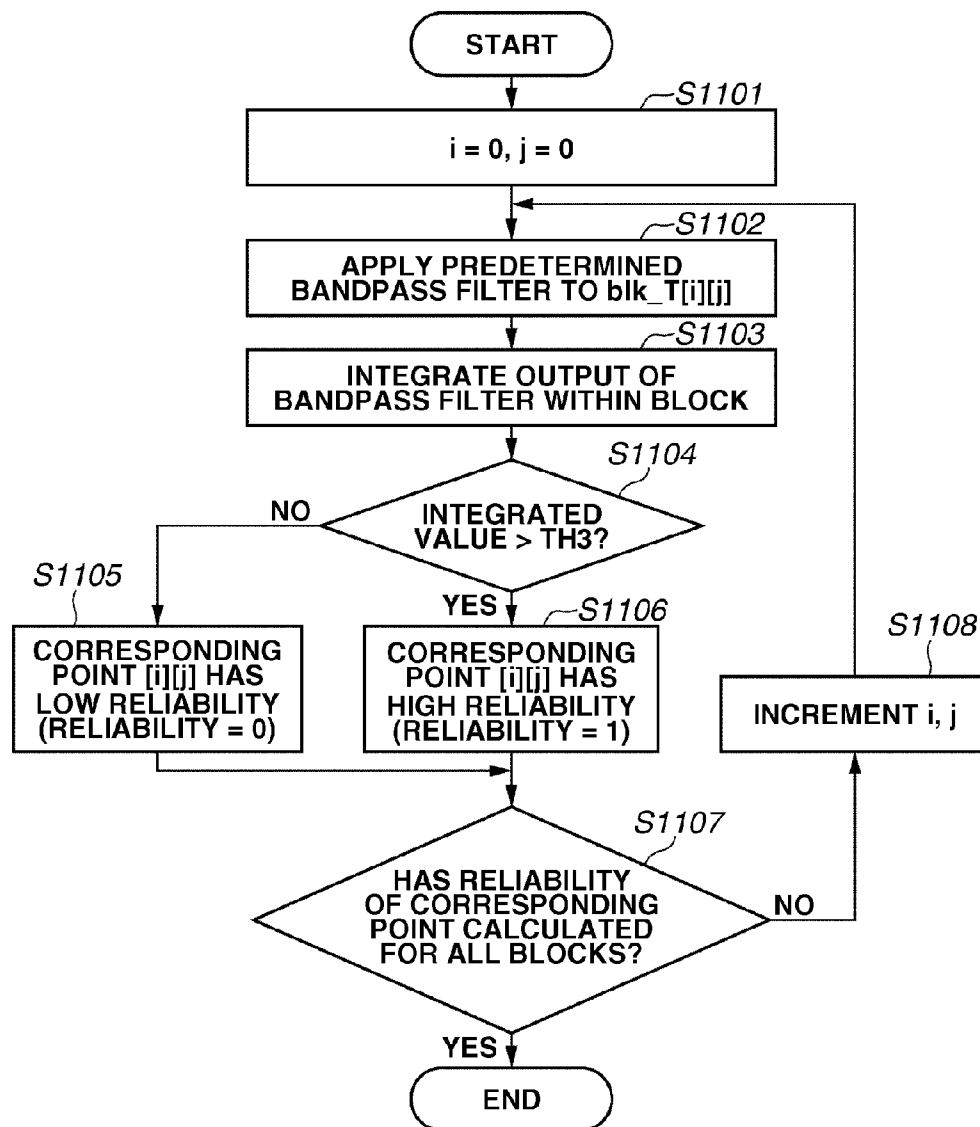 START
S1101
i = 0, j = 0
S1102
APPLY PREDETERMINED
BANDPASS FILTER TO blk_T[i][j]
S1103
INTEGRATE OUTPUT OF
BANDPASS FILTER WITHIN BLOCK
S1104
INTEGRATED
VALUE > TH3?
NO
YES
S1105
CORRESPONDING
POINT [i][j] HAS
LOW RELIABILITY
(RELIABILITY = 0)
S1106
CORRESPONDING
POINT [i][j] HAS
HIGH RELIABILITY
(RELIABILITY = 1)
S1108
INCREMENT i, j
S1107
HAS RELIABILITY
OF CORRESPONDING
POINT CALCULATED
FOR ALL BLOCKS?
NO
YES
END